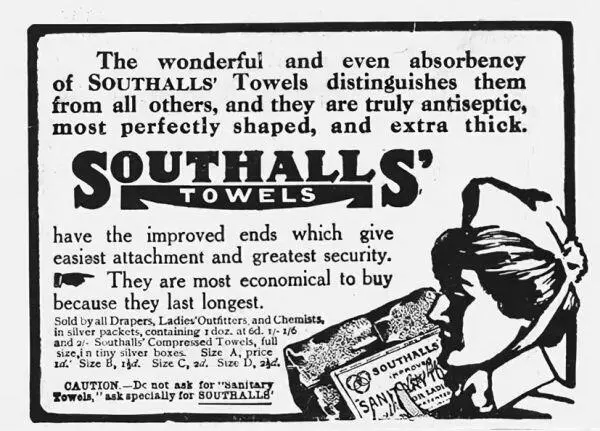 The wonderful and even absorbency
of SOUTHALLS' Towels distinguishes them
from all others, and they are truly antiseptic,
most perfectly shaped, and extra thick.
SOUTHALLS'
TOWELS
have the improved ends which give
easiest attachment and greatest security.
☛ They are most economical to buy
because they last longest.
Sold by all Drapers, Ladies' Outfitters, and Chemists,
in silver packets, containing 1 doz. at 6d. 1/- 1/6
and 2/- Southalls' Compressed Towels, full
size, in tiny silver boxes. Size A, price
1d. Size B, 1½d. Size C, 2d. Size D, 2½d.
CAUTION.—Do not ask for "Sanitary
Towels," ask specially for SOUTHALLS'
SOUTHALLS'
IMPROVED
SANITARY
FOR LADIES